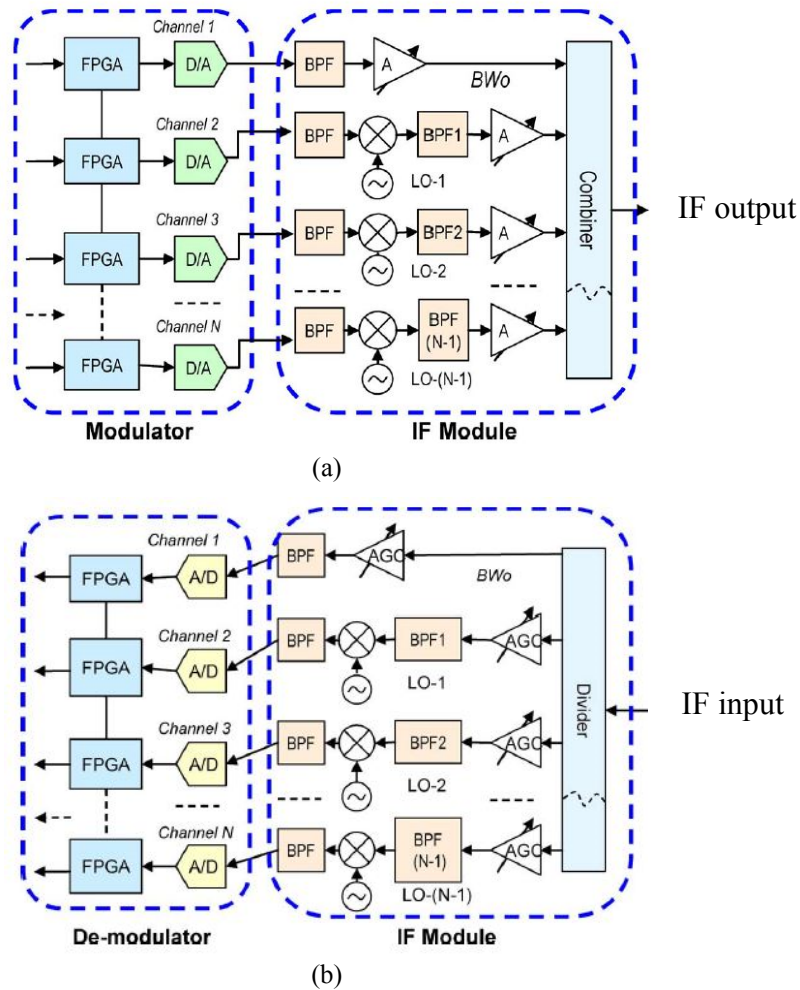 Channel 1
FPGA
D/A
BPF
A
BWo
Channel 2
FPGA
D/A
BPF
BPF1
A
LO-1
Channel 3
FPGA
D/A
BPF
BPF2
A
LO-2
Channel N
FPGA
D/A
BPF
BPF
(N-1)
A
LO-(N-1)
Combiner
IF output
Modulator
IF Module
(a)
Channel 1
FPGA
A/D
BPF
AGC
BWo
Channel 2
FPGA
A/D
BPF
BPF1
AGC
LO-1
Channel 3
FPGA
A/D
BPF
BPF2
AGC
LO-2
Channel N
FPGA
A/D
BPF
BPF
(N-1)
AGC
LO-(N-1)
Divider
IF input
De-modulator
IF Module
(b)